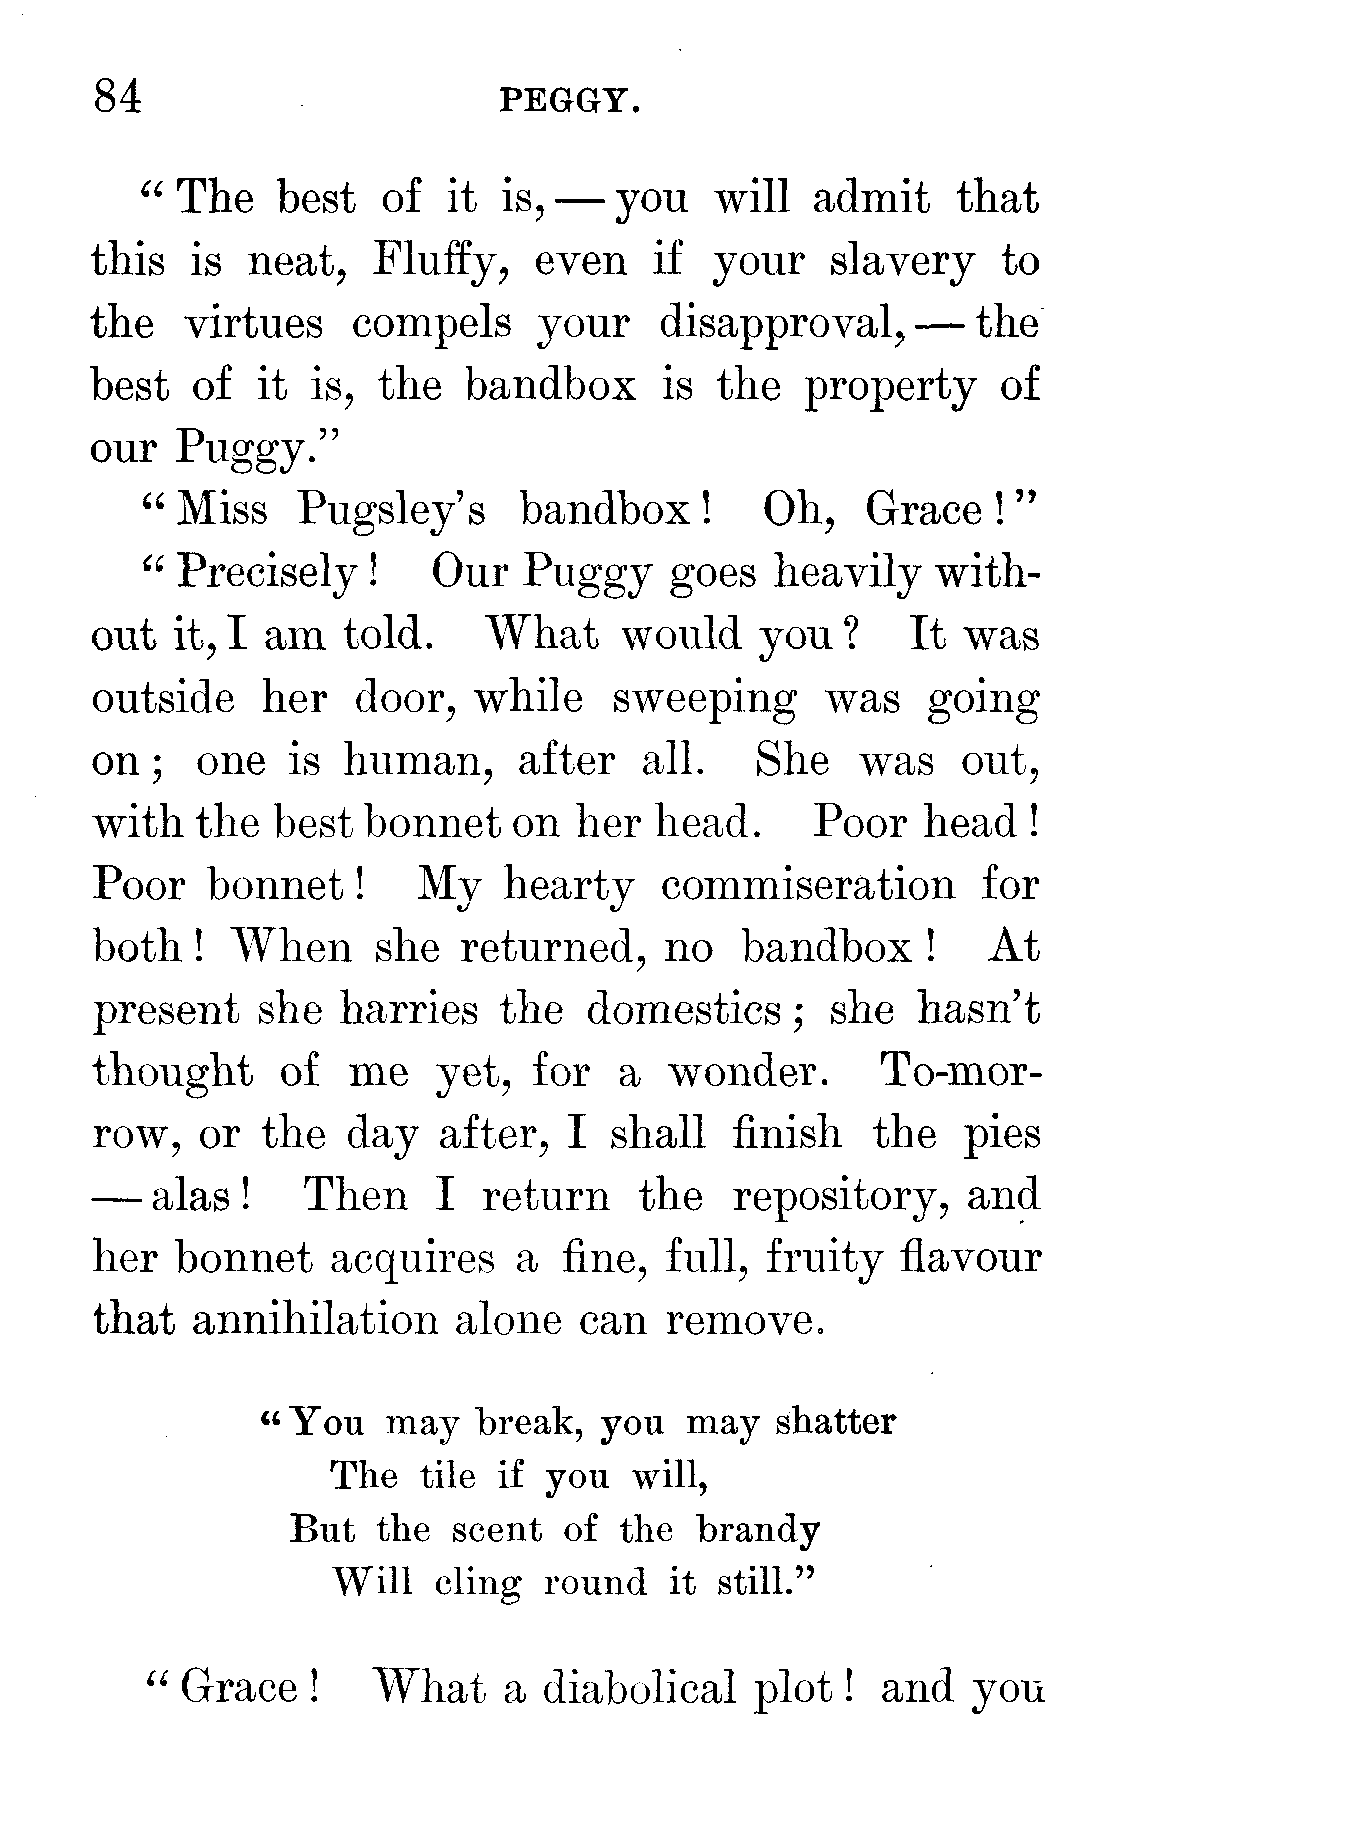 84 PEGGY.
"The best of it is,—you will admit that
this is neat, Fluffy, even if your slavery to
the virtues compels your disapproval,—the
best of it is, the bandbox is the property of
our Puggy."
"Miss Pugsley's bandbox! Oh, Grace!"
"Precisely! Our Puggy goes heavily with-
out it, I am told. What would you? It was
outside her door, while sweeping was going
on; one is human, after all. She was out,
with the best bonnet on her head. Poor head!
Poor bonnet! My hearty commiseration for
both! When she returned, no bandbox! At
present she harries the domestics; she hasn't
thought of me yet, for a wonder. To-mor-
row, or the day after, I shall finish the pies
—alas! Then I return the repository, and
her bonnet acquires a fine, full, fruity flavour
that annihilation alone can remove.
"You may break, you may shatter
The tile if you will,
But the scent of the brandy
Will cling round it still."
"Grace! What a diabolical plot! and you